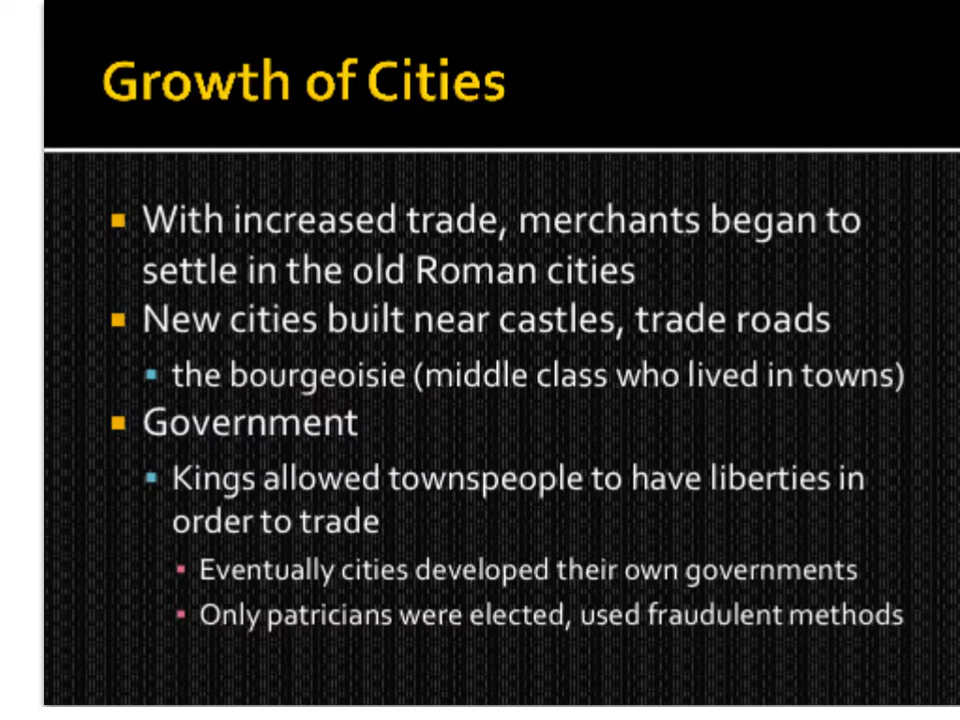 Growth of Cities
With increased trade, merchants began to
settle in the old Roman cities
New cities built near castles, trade roads
the bourgeoisie (middle class who lived in towns)
Government
Kings allowed townspeople to have liberties in
order to trade
Eventually cities developed their own governments
Only patricians were elected, used fraudulent methods